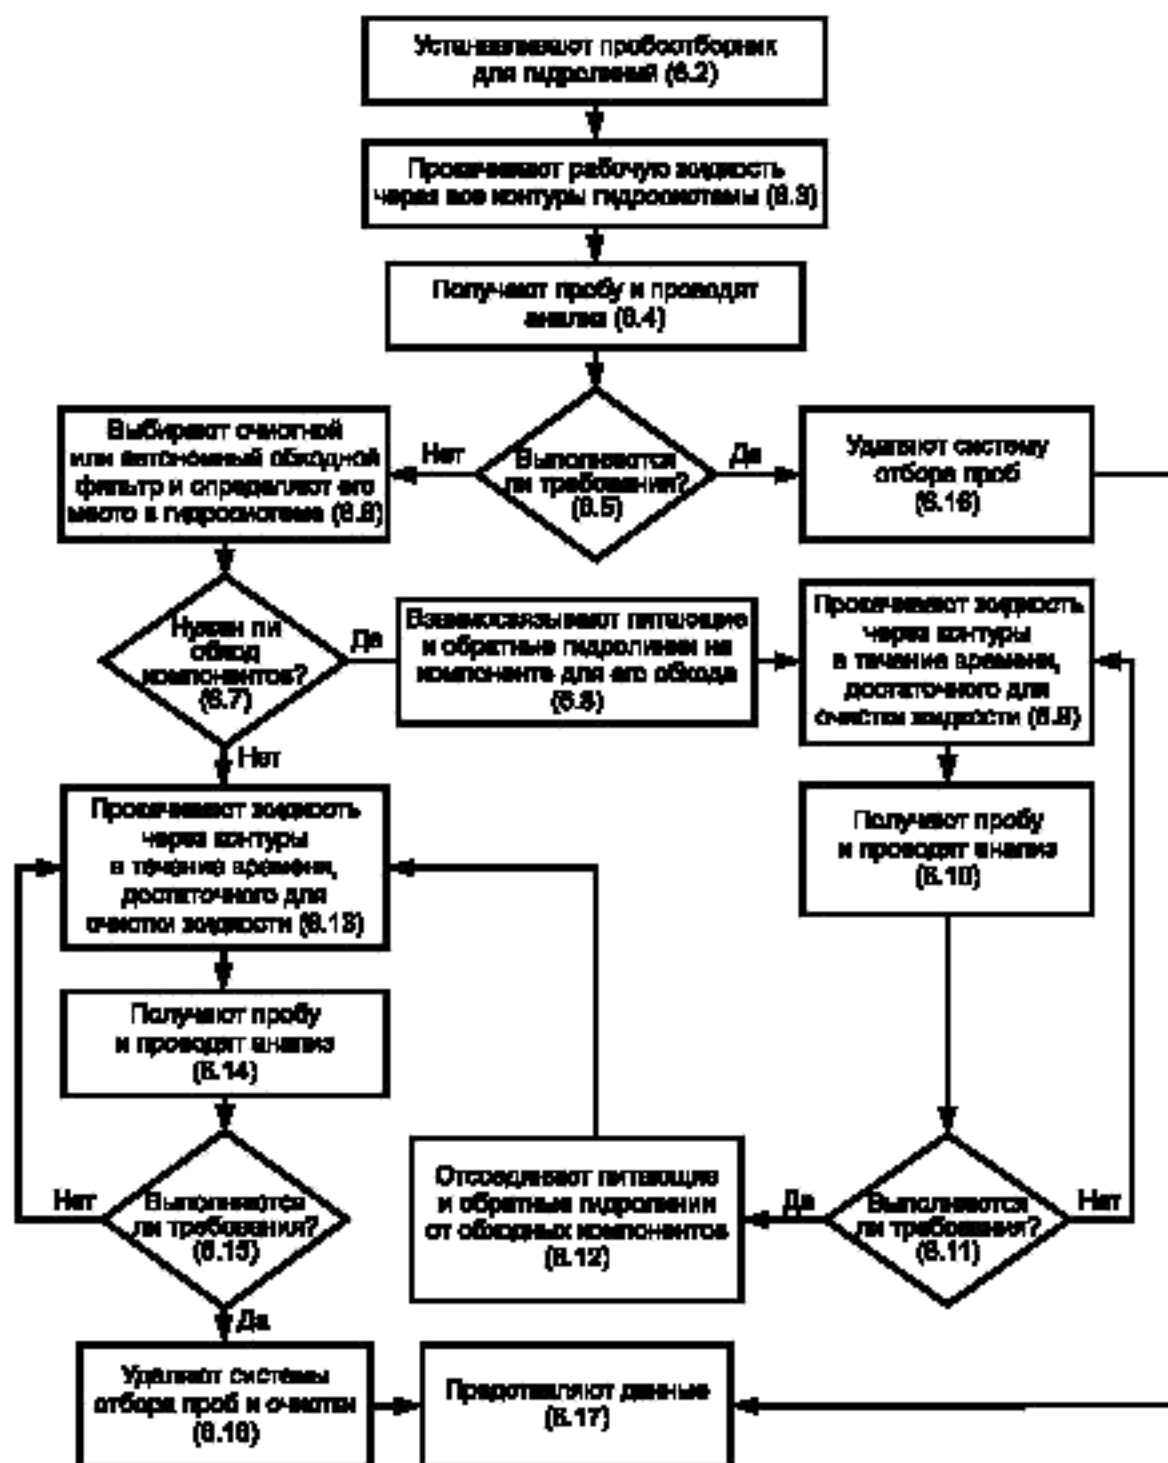 Устанавливают пробоотборник
для гидролиний (6.2)
Прокачивают рабочую жидкость
через все контуры гидросистемы (6.3)
Получают пробу и проводят
анализ (6.4)
Выполняются
ли требования?
(6.5)
Нет
Да
Выбирают очистной
или автономный обходной
фильтр и определяют его
место в гидросистеме (6.6)
Удаляют систему
отбора проб
(6.16)
Нужен ли
обход
компонентов?
(6.7)
Да
Нет
Взаимосвязывают питающие
и обратные гидролинии на
компоненте для его обхода
(6.8)
Прокачивают жидкость
через контуры
в течение времени,
достаточного для
очистки жидкости (6.9)
Получают пробу
и проводят анализ
(6.10)
Прокачивают жидкость
через контуры
в течение времени,
достаточного для
очистки жидкости (6.13)
Получают пробу
и проводят анализ
(6.14)
Выполняются
ли требования?
(6.15)
Нет
Да
Отсоединяют питающие
и обратные гидролинии
от обходных компонентов
(6.12)
Да
Выполняются
ли требования?
(6.11)
Нет
Удаляют системы
отбора проб и очистки
(6.16)
Представляют данные
(6.17)